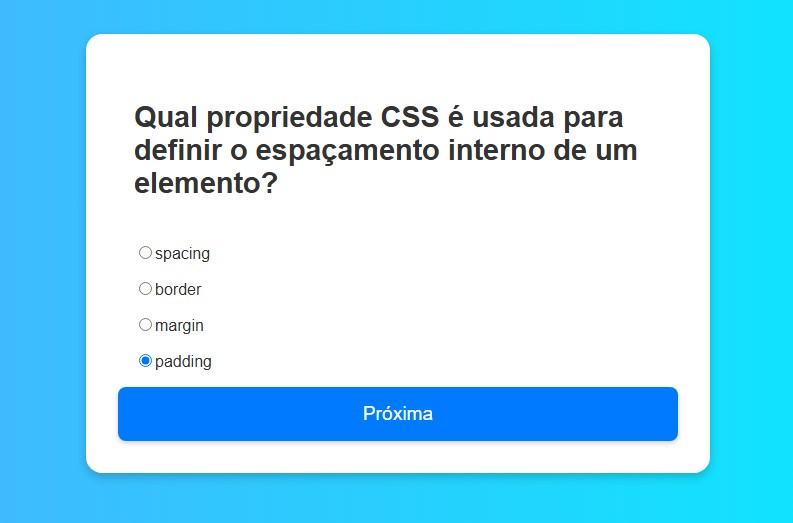 Qual propriedade CSS é usada para
definir o espaçamento interno de um
elemento?
spacing
border
margin
padding
Próxima